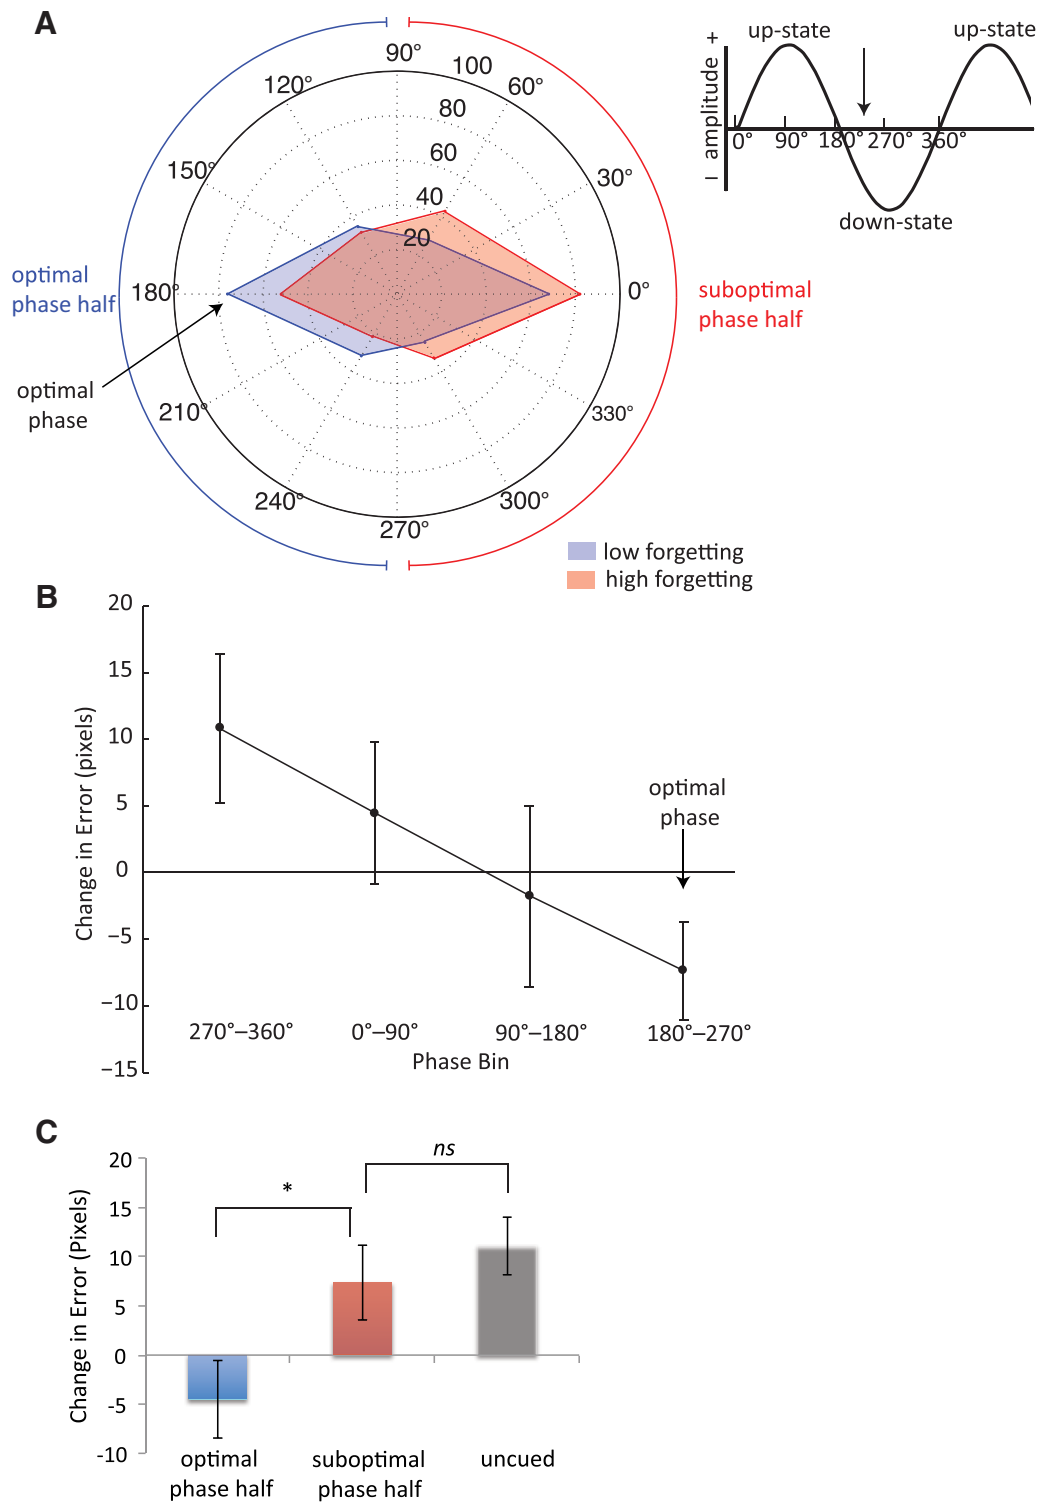 A
90°
100
120°
60°
80
60
150°
30°
40
20
optimal
phase half
180°
0°
suboptimal
phase half
optimal
phase
210°
330°
240°
300°
270°
low forgetting
high forgetting
up-state
up-state
– amplitude +
0° 90° 180° 270° 360°
down-state
B
20
15
10
5
0
–5
–10
–15
Change in Error (pixels)
optimal
phase
270°–360° 0°–90° 90°–180° 180°–270°
Phase Bin
C
20
15
10
5
0
-5
-10
Change in Error (Pixels)
*
ns
optimal
phase half
suboptimal
phase half
uncued